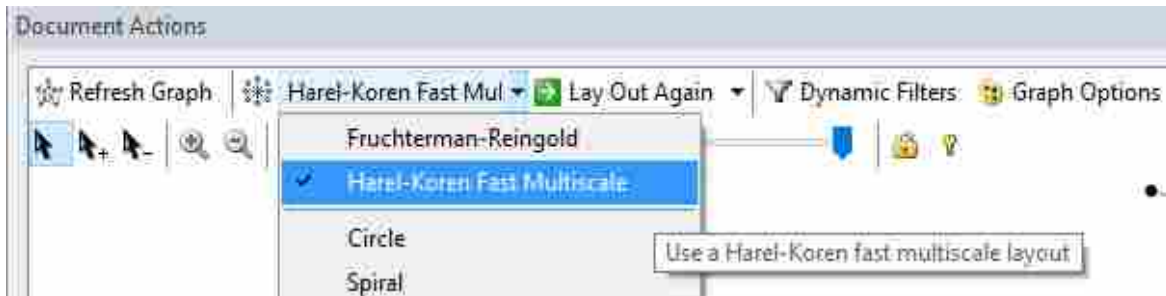 Document Actions
Refresh Graph Harel-Koren Fast Mul Lay Out Again Dynamic Filters Graph Options
Fruchterman-Reingold
Harel-Koren Fast Multiscale
Circle
Use a Harel-Koren fast multiscale layout
Spiral